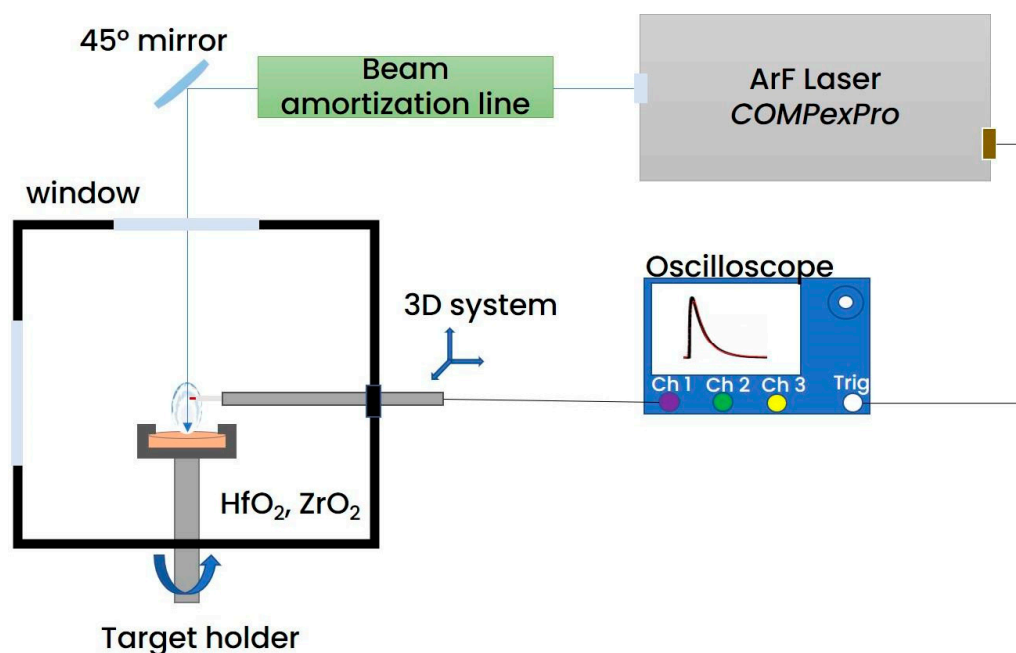 45° mirror
Beam
amortization line
ArF Laser
COMPexPro
window
Oscilloscope
3D system
Ch 1 Ch 2 Ch 3 Trig
HfO₂, ZrO₂
Target holder